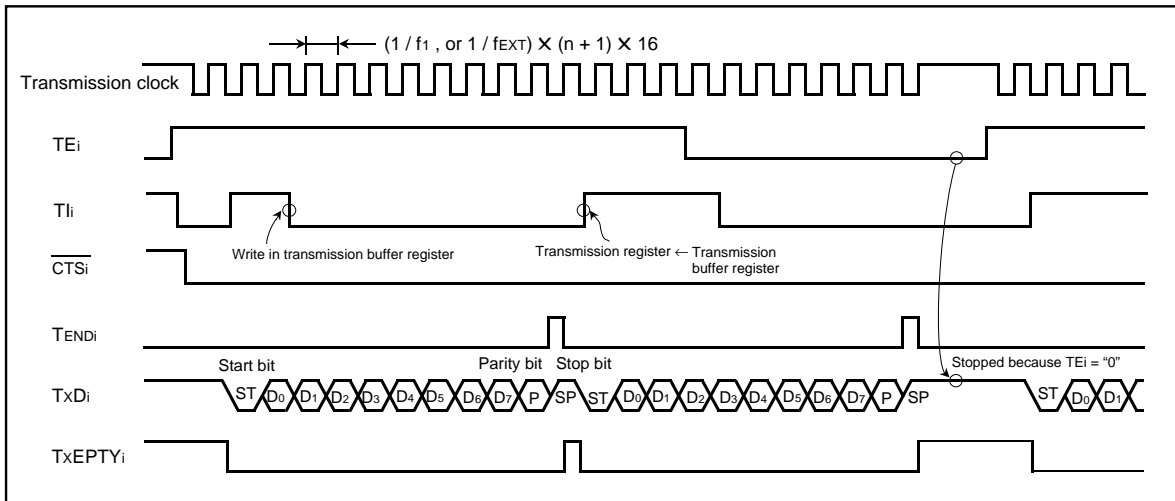 (1 / f1 , or 1 / fEXT) × (n + 1) × 16
Transmission clock
TEi
TIi
Write in transmission buffer register
Transmission register ← Transmission
buffer register
CTSi
TENDi
Start bit
Parity bit
Stop bit
Stopped because TEi = “0”
TxDi
ST D0 D1 D2 D3 D4 D5 D6 D7 P SP ST D0 D1 D2 D3 D4 D5 D6 D7 P SP ST D0 D1
TxEPTYi